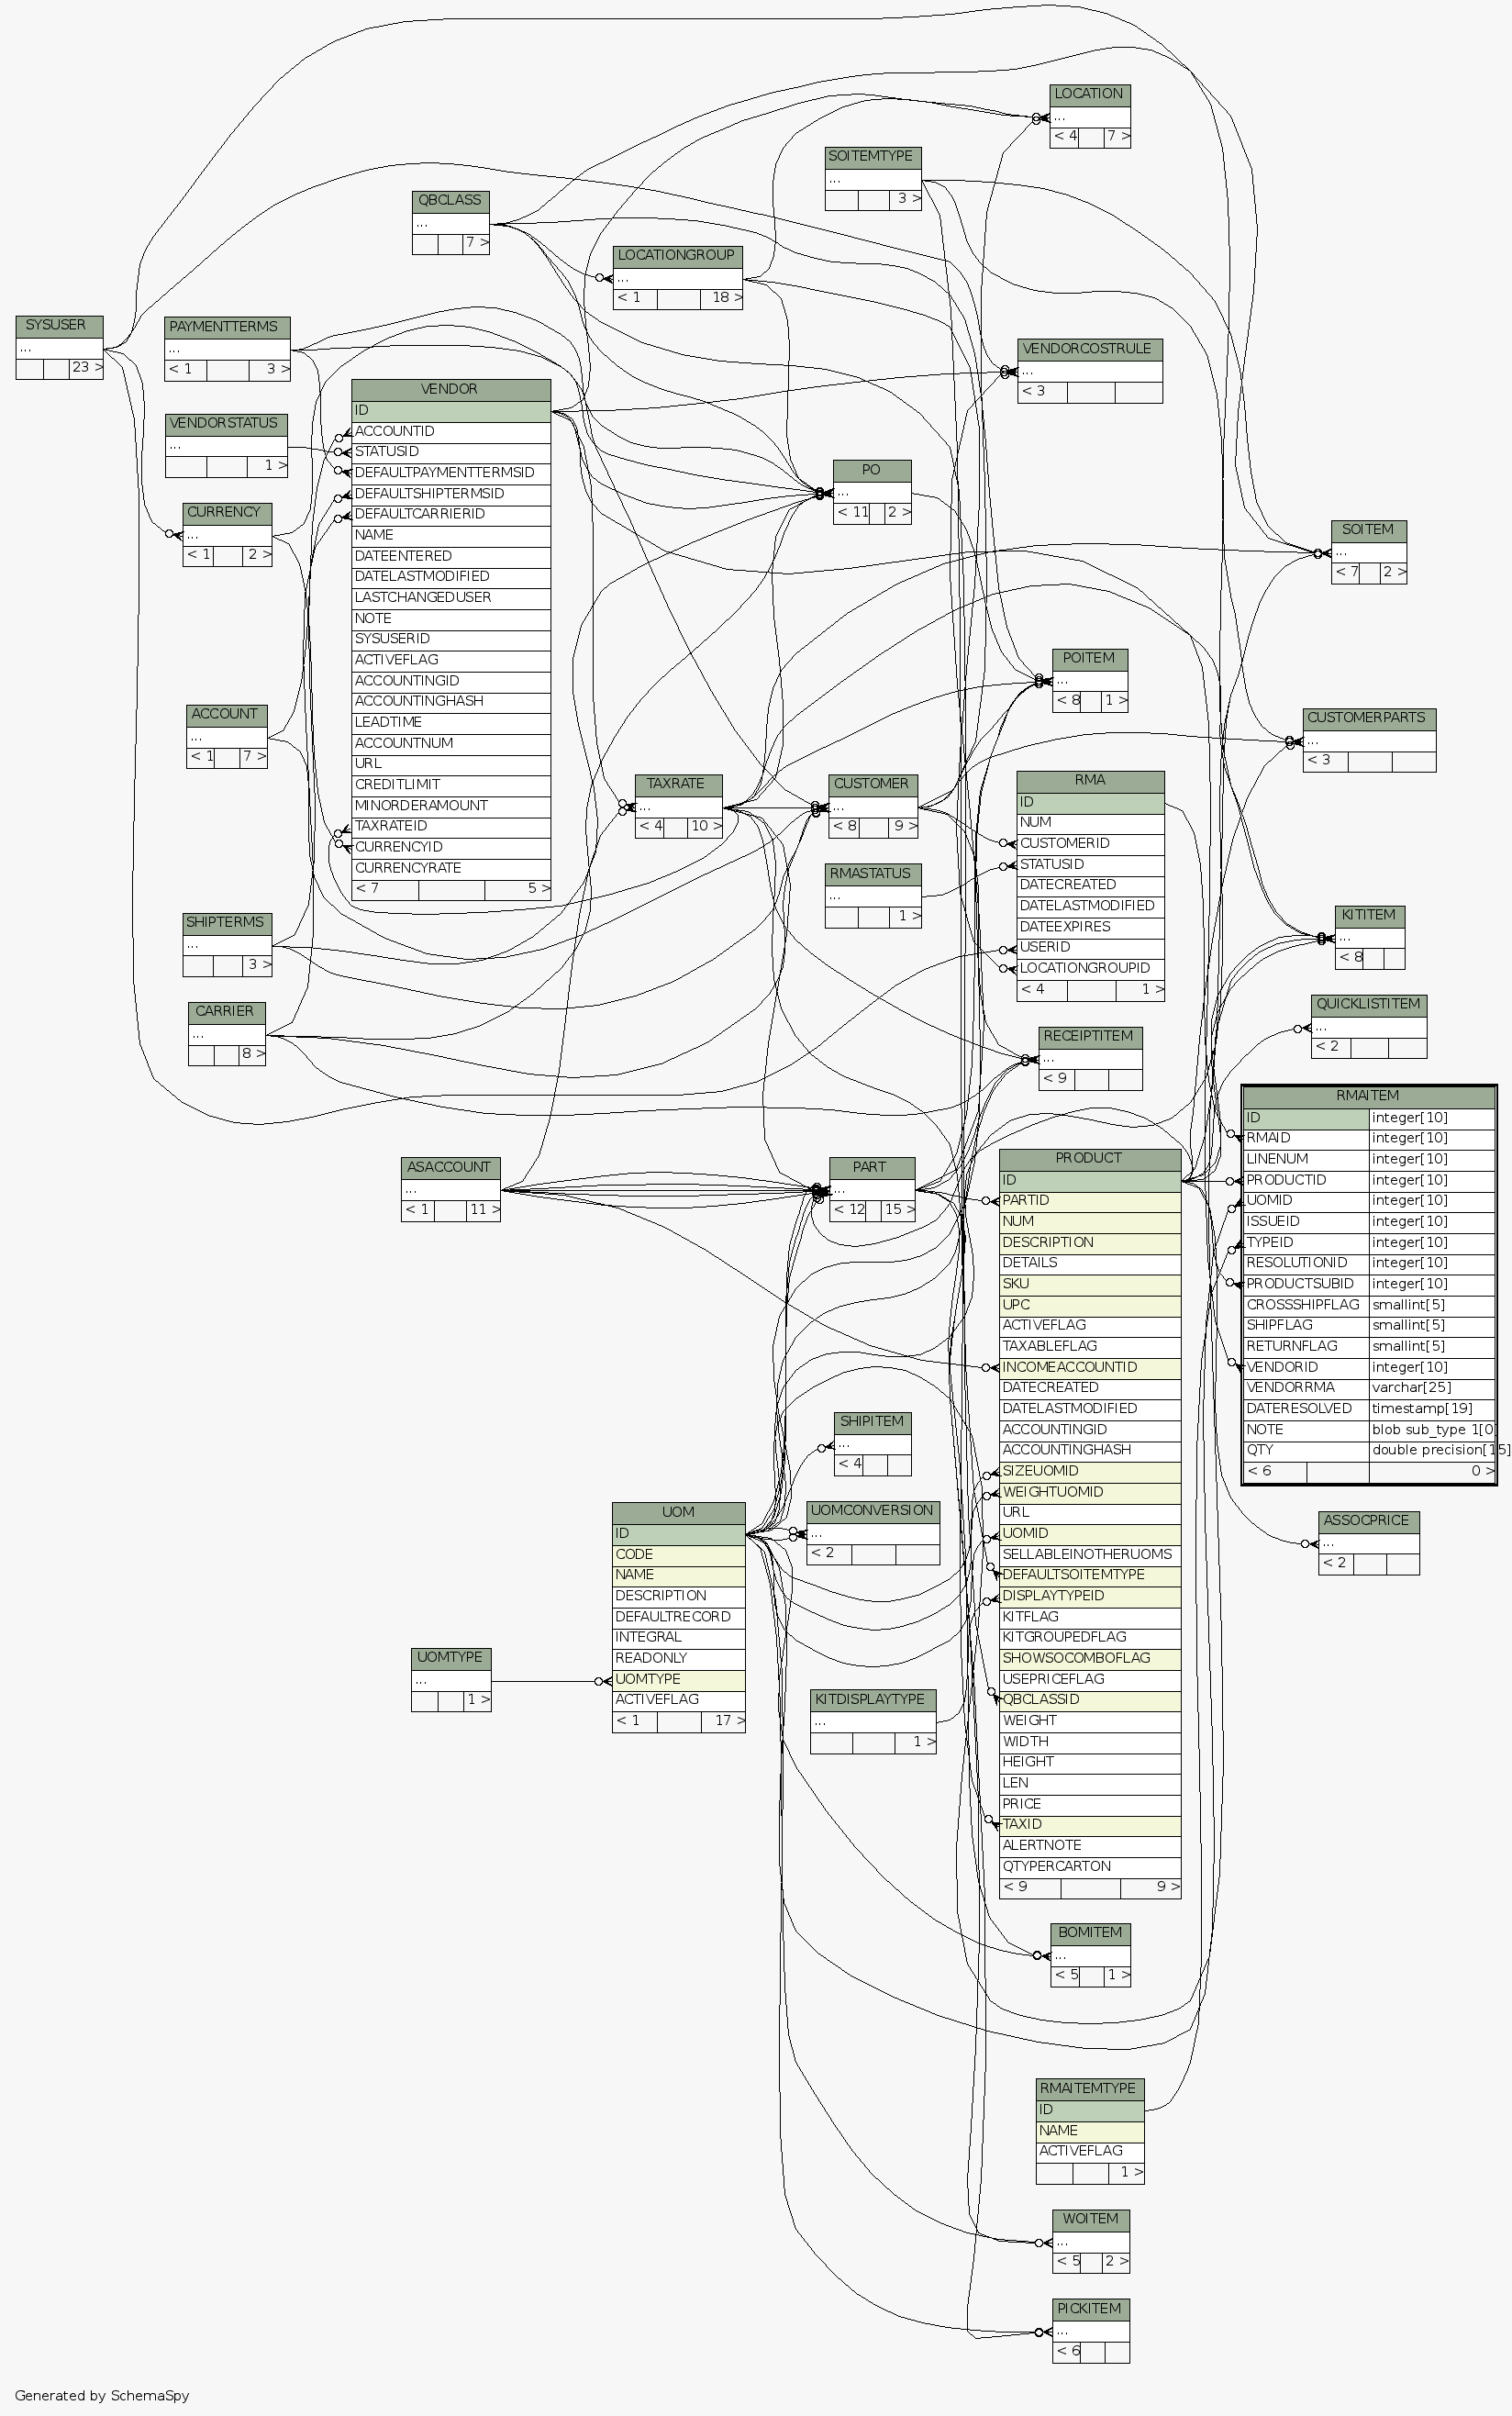 LOCATION
...
< 4 7 >
SOITEMTYPE
...
3 >
QBCLASS
...
7 >
LOCATIONGROUP
...
< 1 18 >
SYSUSER
...
23 >
PAYMENTTERMS
...
< 1 3 >
VENDORCOSTRULE
...
< 3
VENDOR
ID
ACCOUNTID
STATUSID
DEFAULTPAYMENTTERMSID
DEFAULTSHIPTERMSID
DEFAULTCARRIERID
NAME
DATEENTERED
DATELASTMODIFIED
LASTCHANGEDUSER
NOTE
SYSUSERID
ACTIVEFLAG
ACCOUNTINGID
ACCOUNTINGHASH
LEADTIME
ACCOUNTNUM
URL
CREDITLIMIT
MINORDERAMOUNT
TAXRATEID
CURRENCYID
CURRENCYRATE
< 7 5 >
VENDORSTATUS
...
1 >
PO
...
< 11 2 >
CURRENCY
...
< 1 2 >
SOITEM
...
< 7 2 >
POITEM
...
< 8 1 >
ACCOUNT
...
< 1 7 >
CUSTOMERPARTS
...
< 3
TAXRATE
...
< 4 10 >
CUSTOMER
...
< 8 9 >
RMA
ID
NUM
CUSTOMERID
STATUSID
DATECREATED
DATELASTMODIFIED
DATEEXPIRES
USERID
LOCATIONGROUPID
< 4 1 >
RMASTATUS
...
1 >
SHIPTERMS
...
3 >
KITITEM
...
< 8
CARRIER
...
8 >
QUICKLISTITEM
...
< 2
RECEIPTITEM
...
< 9
RMAITEM
ID integer[10]
RMAID integer[10]
LINENUM integer[10]
PRODUCTID integer[10]
UOMID integer[10]
ISSUEID integer[10]
TYPEID integer[10]
RESOLUTIONID integer[10]
PRODUCTSUBID integer[10]
CROSSSHIPFLAG smallint[5]
SHIPFLAG smallint[5]
RETURNFLAG smallint[5]
VENDORID integer[10]
VENDORRMA varchar[25]
DATERESOLVED timestamp[19]
NOTE blob sub_type 1[0]
QTY double precision[15]
< 6 0 >
ASACCOUNT
...
< 1 11 >
PART
...
< 12 15 >
PRODUCT
ID
PARTID
NUM
DESCRIPTION
DETAILS
SKU
UPC
ACTIVEFLAG
TAXABLEFLAG
INCOMEACCOUNTID
DATECREATED
DATELASTMODIFIED
ACCOUNTINGID
ACCOUNTINGHASH
SIZEUOMID
WEIGHTUOMID
URL
UOMID
SELLABLEINOTHERUOMS
DEFAULTSOITEMTYPE
DISPLAYTYPEID
KITFLAG
KITGROUPEDFLAG
SHOWSOCOMBOFLAG
USEPRICEFLAG
QBCLASSID
WEIGHT
WIDTH
HEIGHT
LEN
PRICE
TAXID
ALERTNOTE
QTYPERCARTON
< 9 9 >
SHIPITEM
...
< 4
UOM
ID
CODE
NAME
DESCRIPTION
DEFAULTRECORD
INTEGRAL
READONLY
UOMTYPE
ACTIVEFLAG
< 1 17 >
UOMCONVERSION
...
< 2
ASSOCPRICE
...
< 2
UOMTYPE
...
1 >
KITDISPLAYTYPE
...
1 >
BOMITEM
...
< 5 1 >
RMAITEMTYPE
ID
NAME
ACTIVEFLAG
1 >
WOITEM
...
< 5 2 >
PICKITEM
...
< 6
Generated by SchemaSpy